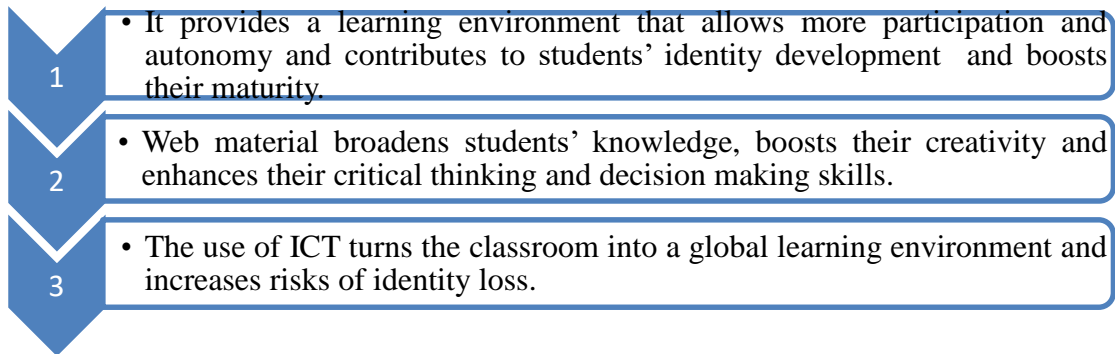 1
• It provides a learning environment that allows more participation and
autonomy and contributes to students’ identity development and boosts
their maturity.
2
• Web material broadens students’ knowledge, boosts their creativity and
enhances their critical thinking and decision making skills.
3
• The use of ICT turns the classroom into a global learning environment and
increases risks of identity loss.